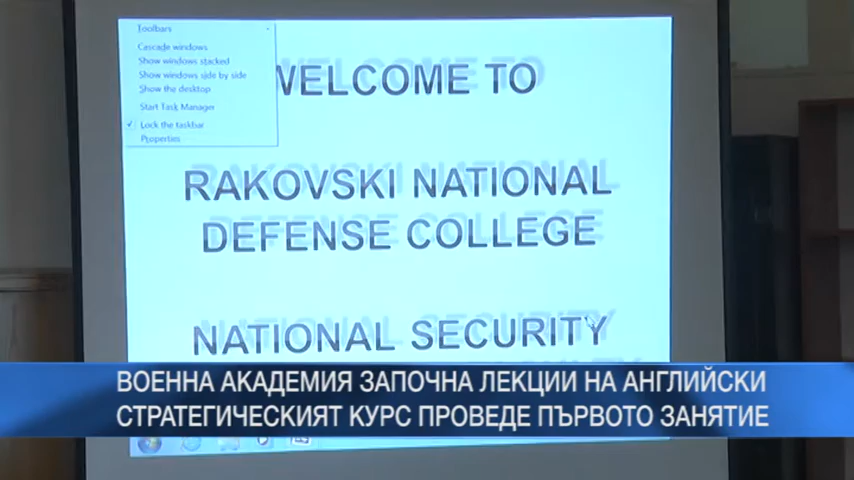 Toolbars
Cascade windows
Show windows stacked
Show windows side by side
Show the desktop
Start Task Manager
Lock the taskbar
Properties
WELCOME TO
RAKOVSKI NATIONAL
DEFENSE COLLEGE
NATIONAL SECURITY
ВОЕННА АКАДЕМИЯ ЗАПОЧНА ЛЕКЦИИ НА АНГЛИЙСКИ
СТРАТЕГИЧЕСКИЯТ КУРС ПРОВЕДЕ ПЪРВОТО ЗАНЯТИЕ